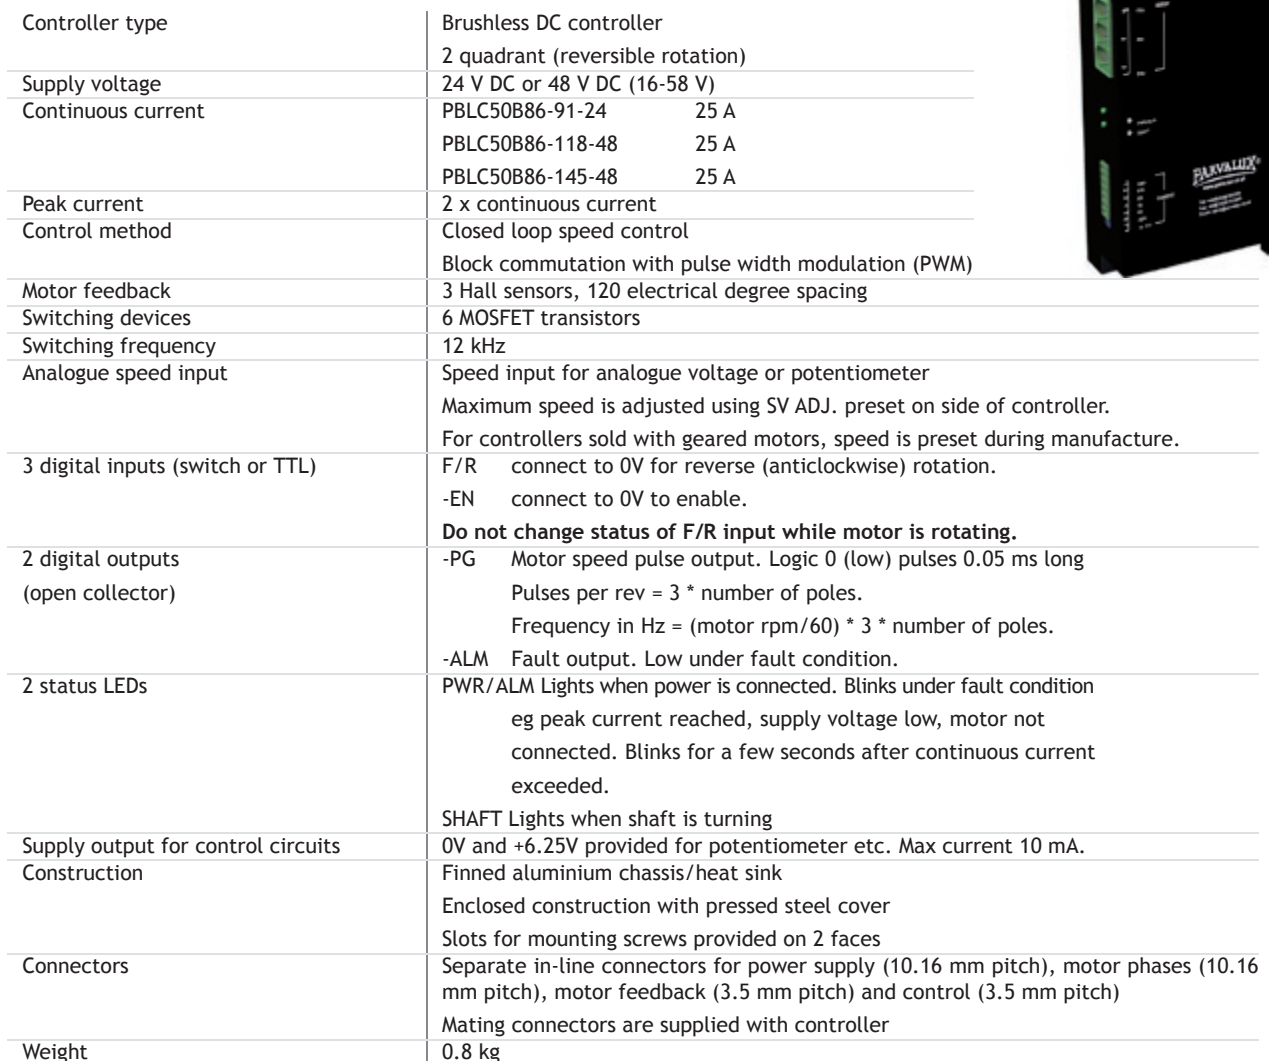 Controller type Brushless DC controller
2 quadrant (reversible rotation)
Supply voltage 24 V DC or 48 V DC (16-58 V)
Continuous current PBLC50B86-91-24 25 A
PBLC50B86-118-48 25 A
PBLC50B86-145-48 25 A
Peak current 2 x continuous current
Control method Closed loop speed control
Block commutation with pulse width modulation (PWM)
Motor feedback 3 Hall sensors, 120 electrical degree spacing
Switching devices 6 MOSFET transistors
Switching frequency 12 kHz
Analogue speed input Speed input for analogue voltage or potentiometer
Maximum speed is adjusted using SV ADJ. preset on side of controller.
For controllers sold with geared motors, speed is preset during manufacture.
3 digital inputs (switch or TTL) F/R connect to 0V for reverse (anticlockwise) rotation.
-EN connect to 0V to enable.
Do not change status of F/R input while motor is rotating.
2 digital outputs -PG Motor speed pulse output. Logic 0 (low) pulses 0.05 ms long
(open collector) Pulses per rev = 3 * number of poles.
Frequency in Hz = (motor rpm/60) * 3 * number of poles.
-ALM Fault output. Low under fault condition.
2 status LEDs PWR/ALM Lights when power is connected. Blinks under fault condition
eg peak current reached, supply voltage low, motor not
connected. Blinks for a few seconds after continuous current
exceeded.
SHAFT Lights when shaft is turning
Supply output for control circuits 0V and +6.25V provided for potentiometer etc. Max current 10 mA.
Construction Finned aluminium chassis/heat sink
Enclosed construction with pressed steel cover
Slots for mounting screws provided on 2 faces
Connectors Separate in-line connectors for power supply (10.16 mm pitch), motor phases (10.16
mm pitch), motor feedback (3.5 mm pitch) and control (3.5 mm pitch)
Mating connectors are supplied with controller
Weight 0.8 kg
PARVALUX